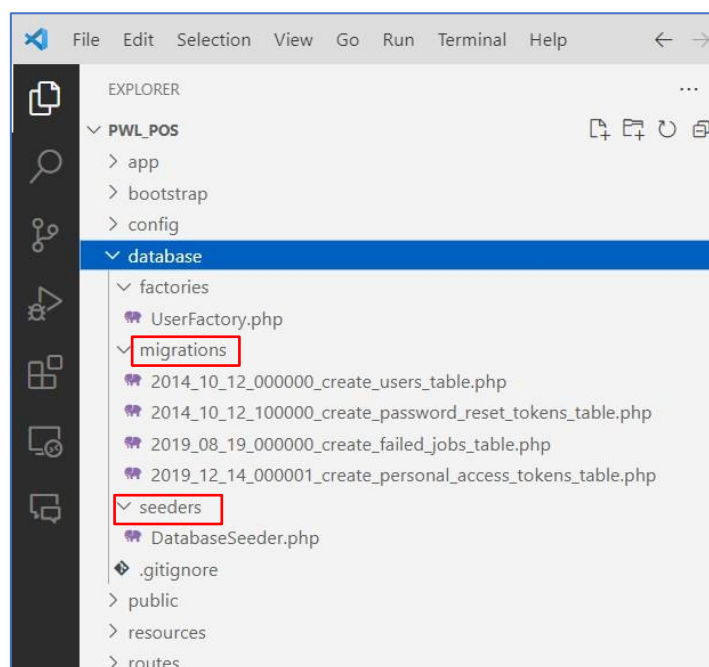 File Edit Selection View Go Run Terminal Help
EXPLORER
PWL_POS
app
bootstrap
config
database
factories
UserFactory.php
migrations
2014_10_12_000000_create_users_table.php
2014_10_12_100000_create_password_reset_tokens_table.php
2019_08_19_000000_create_failed_jobs_table.php
2019_12_14_000001_create_personal_access_tokens_table.php
seeders
DatabaseSeeder.php
.gitignore
public
resources
routes